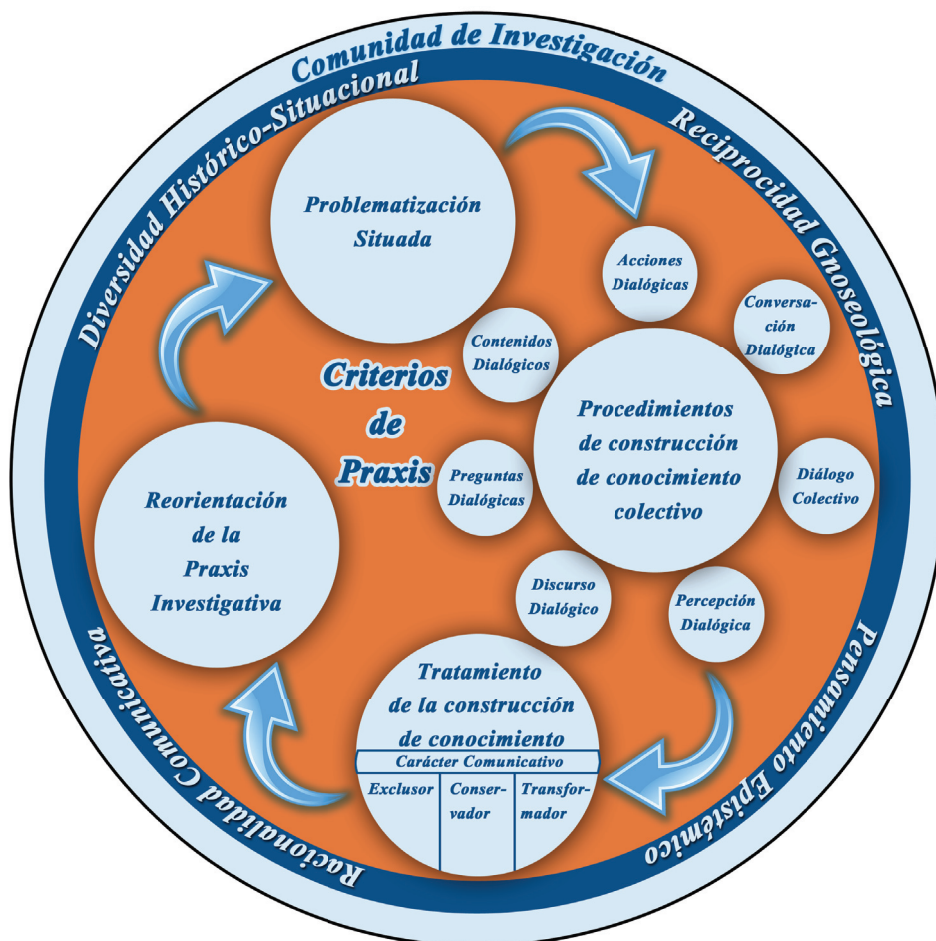 Comunidad de Investigación
Diversidad Histórico-Situacional
Reciprocidad Gnoseológica
Problematización
Situada
Acciones
Dialógicas
Conversa-
ción
Dialógica
Contenidos
Dialógicos
Criterios
de
Praxis
Procedimientos
de construcción
de conocimiento
colectivo
Preguntas
Dialógicas
Diálogo
Colectivo
Reorientación
de la
Praxis
Investigativa
Discurso
Dialógico
Percepción
Dialógica
Tratamiento
de la construcción
de conocimiento
Carácter Comunicativo
Exclusor
Conser-
vador
Transfor-
mador
Racionalidad Comunicativa
Pensamiento Epistémico